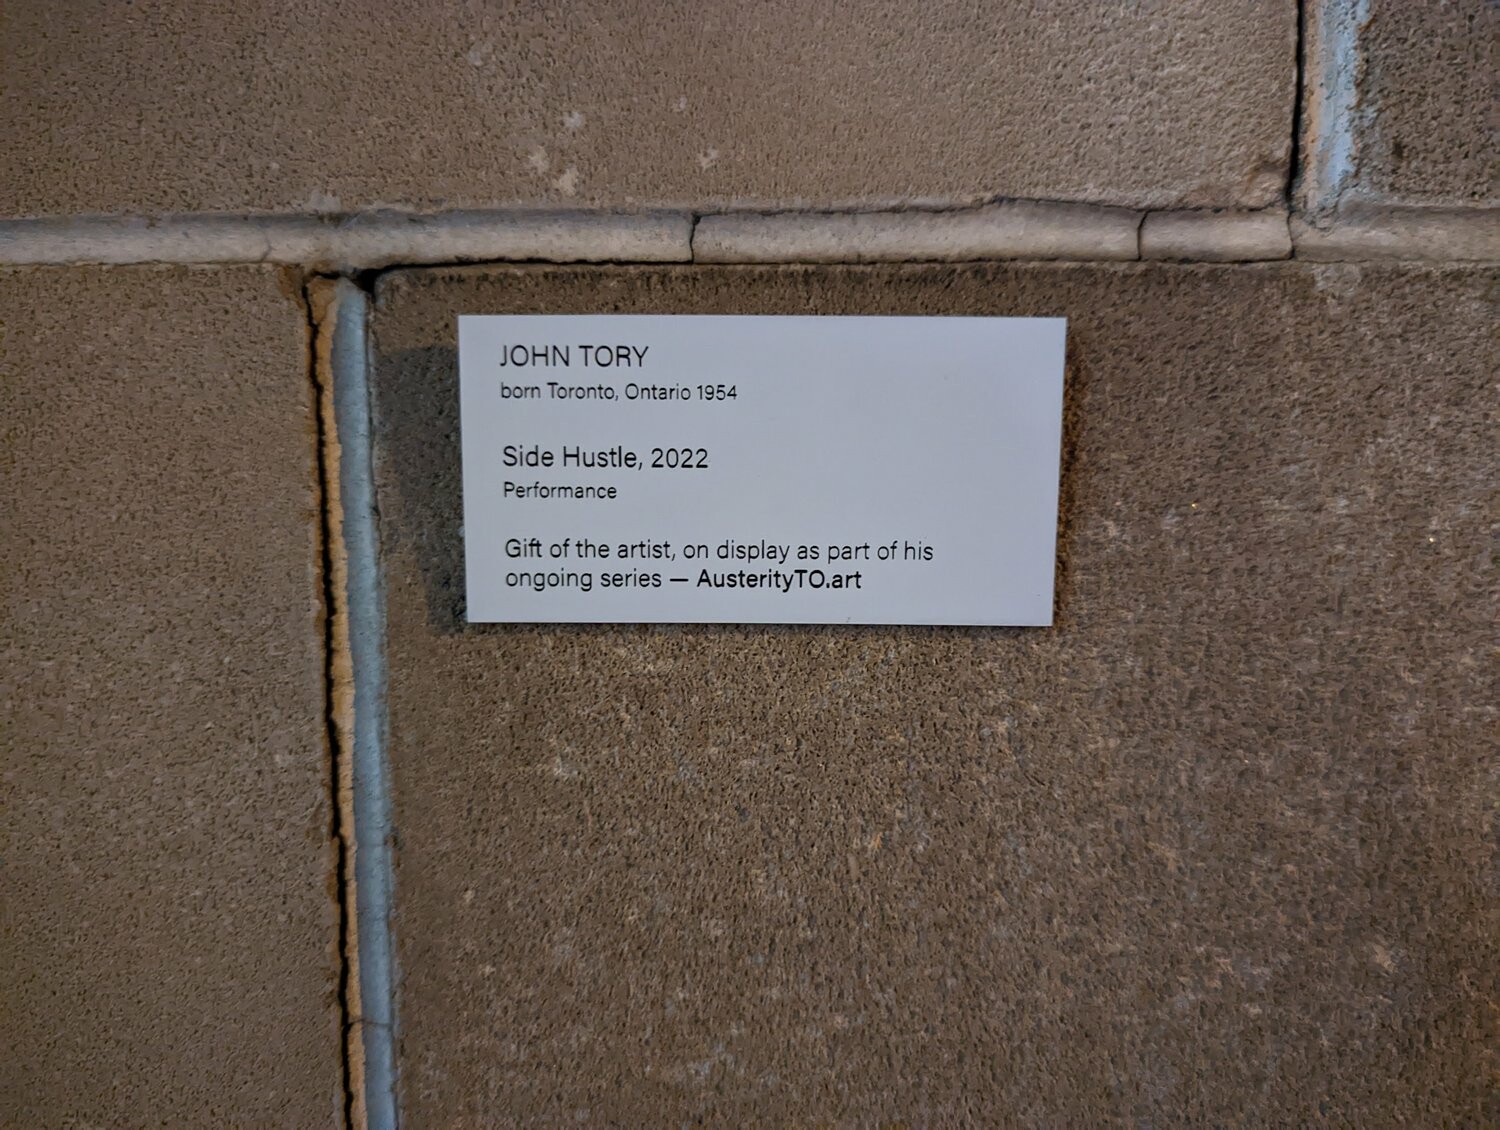 JOHN TORY
born Toronto, Ontario 1954
Side Hustle, 2022
Performance
Gift of the artist, on display as part of his
ongoing series — AusterityTO.art